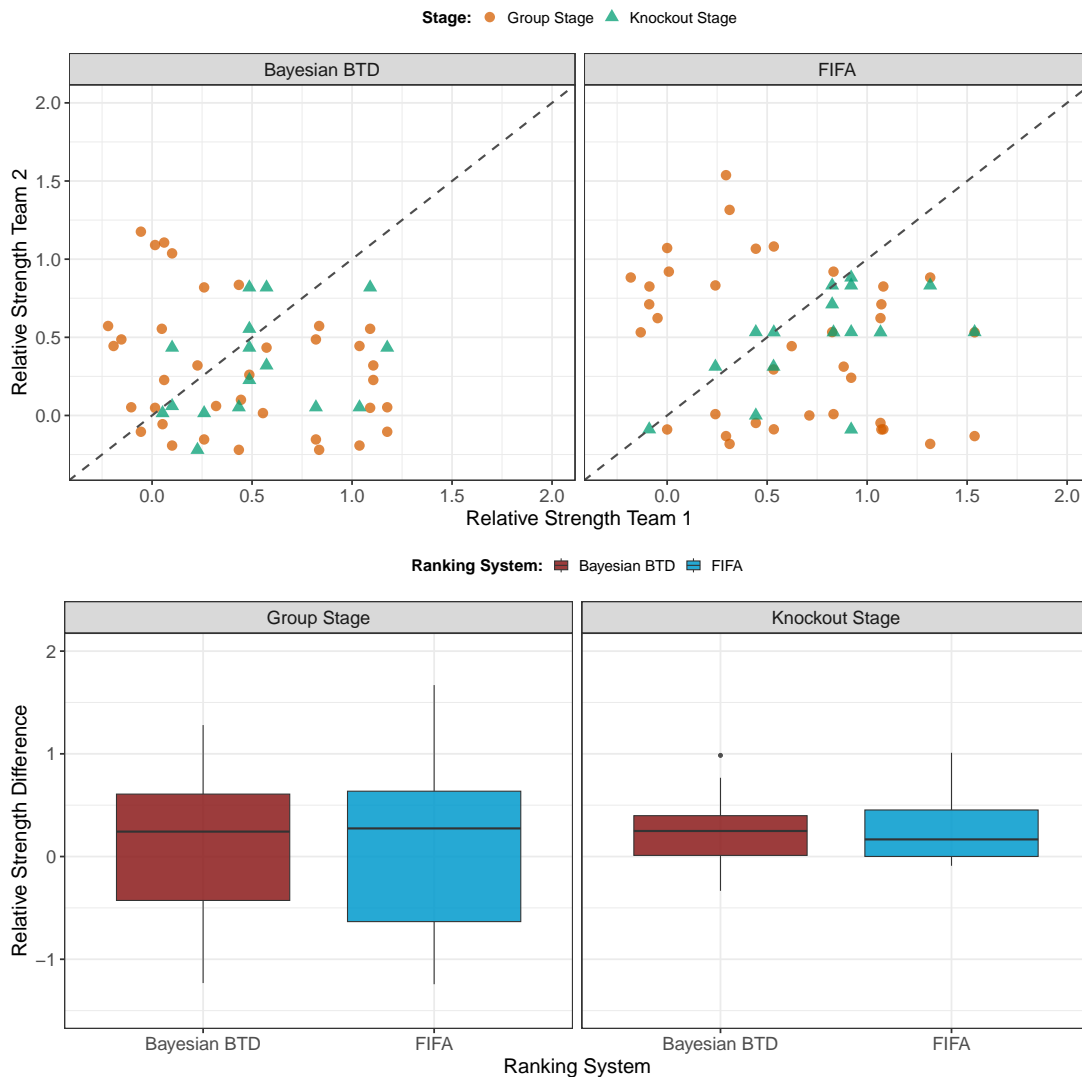 Stage: Group Stage Knockout Stage
Bayesian BTD FIFA
Relative Strength Team 2
2.0
1.5
1.0
0.5
0.0
0.0 0.5 1.0 1.5 2.0 0.0 0.5 1.0 1.5 2.0
Relative Strength Team 1
Ranking System: Bayesian BTD FIFA
Group Stage Knockout Stage
Relative Strength Difference
2
1
0
−1
Bayesian BTD FIFA Bayesian BTD FIFA
Ranking System